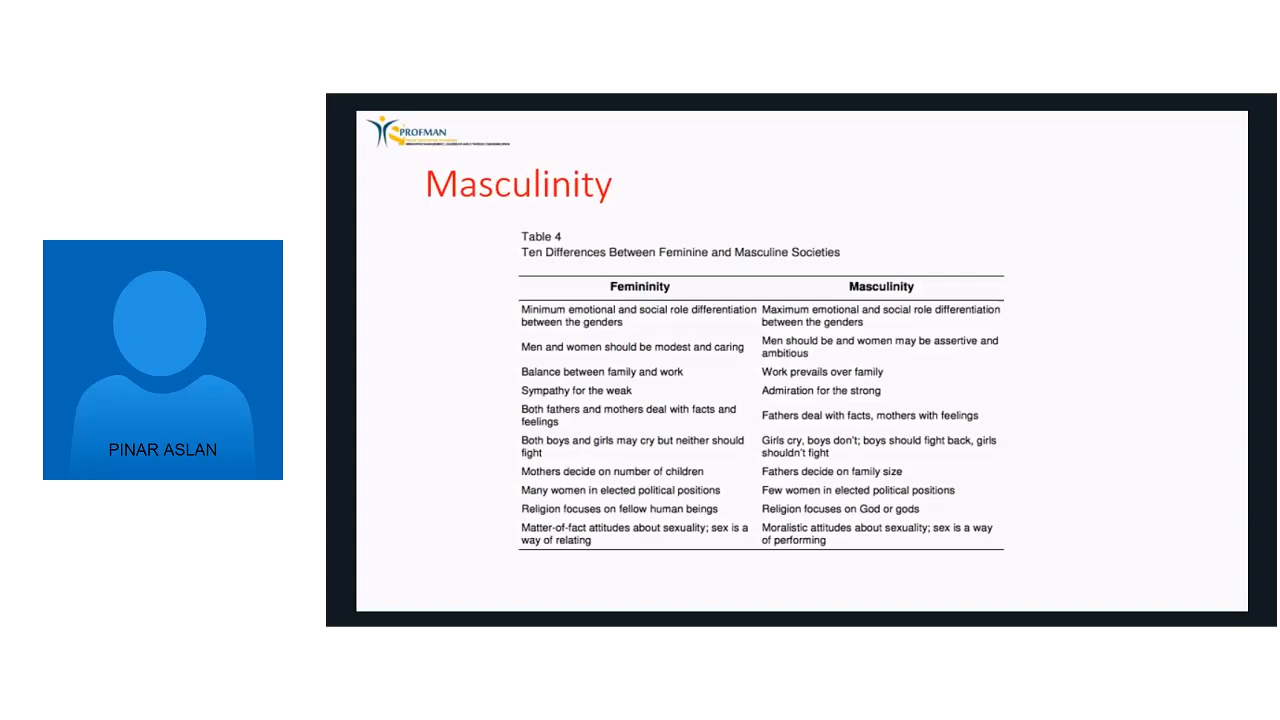 PROFMAN
Masculinity
Table 4
Ten Differences Between Feminine and Masculine Societies
Femininity Masculinity
Minimum emotional and social role differentiation Maximum emotional and social role differentiation
between the genders between the genders
Men and women should be modest and caring Men should be and women may be assertive and
ambitious
Balance between family and work Work prevails over family
Sympathy for the weak Admiration for the strong
Both fathers and mothers deal with facts and Fathers deal with facts, mothers with feelings
feelings
Both boys and girls may cry but neither should Girls cry, boys don't; boys should fight back, girls
fight shouldn't fight
Mothers decide on number of children Fathers decide on family size
Many women in elected political positions Few women in elected political positions
Religion focuses on fellow human beings Religion focuses on God or gods
Matter-of-fact attitudes about sexuality; sex is a Moralistic attitudes about sexuality; sex is a way
way of relating of performing
PINAR ASLAN